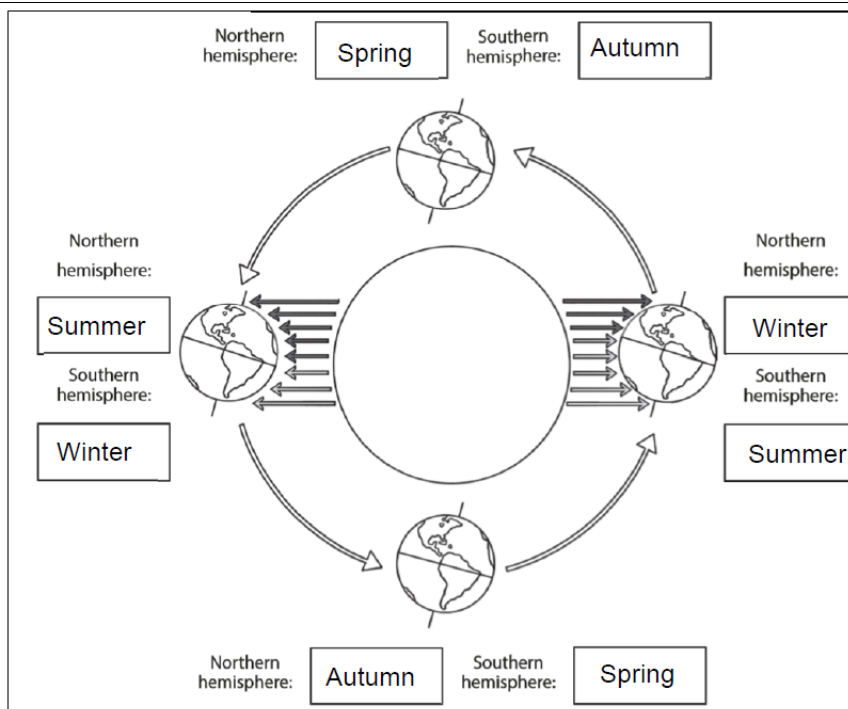 Northern
hemisphere:
Spring
Southern
hemisphere:
Autumn
Northern
hemisphere:
Summer
Southern
hemisphere:
Winter
Northern
hemisphere:
Winter
Southern
hemisphere:
Summer
Northern
hemisphere:
Autumn
Southern
hemisphere:
Spring